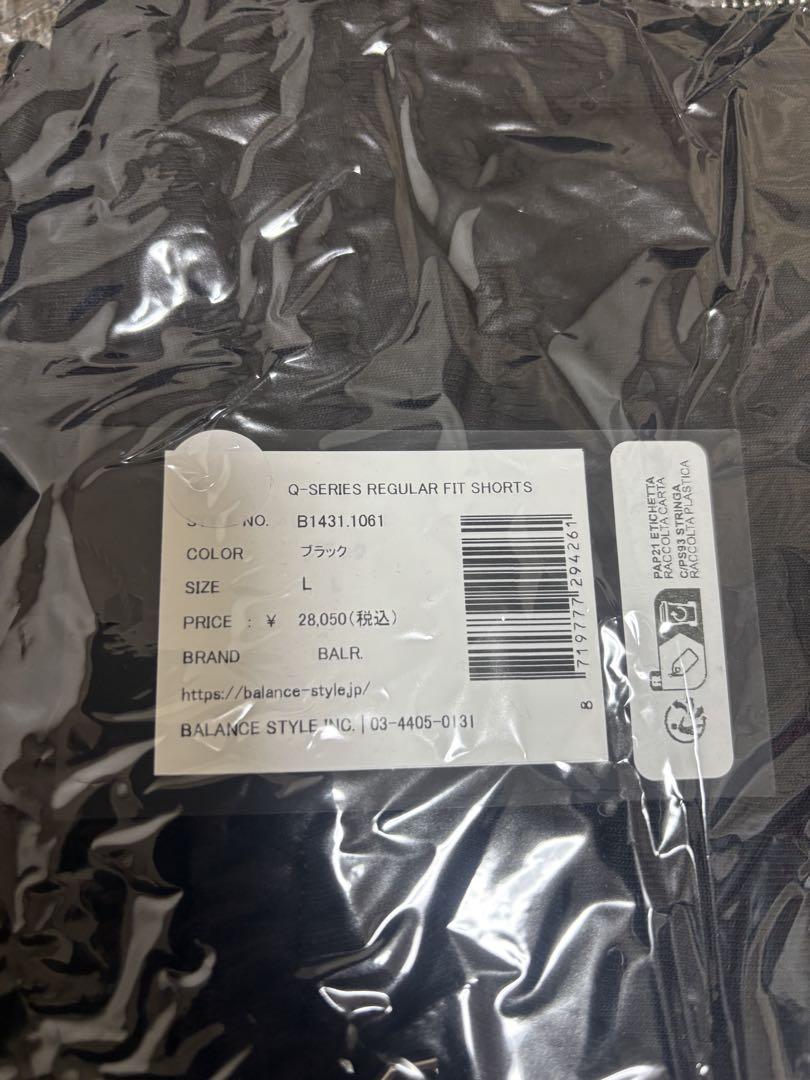 Q-SERIES REGULAR FIT SHORTS
NO. B1431.1061
COLOR ブラック
SIZE L
PRICE : ¥ 28,050(税込)
BRAND BALR.
https://balance-style.jp/
BALANCE STYLE INC. | 03-4405-0131
8 719777 294261
PAP21 ETICHETTA
RACCOLTA CARTA
C/PS93 STRINGA
RACCOLTA PLASTICA